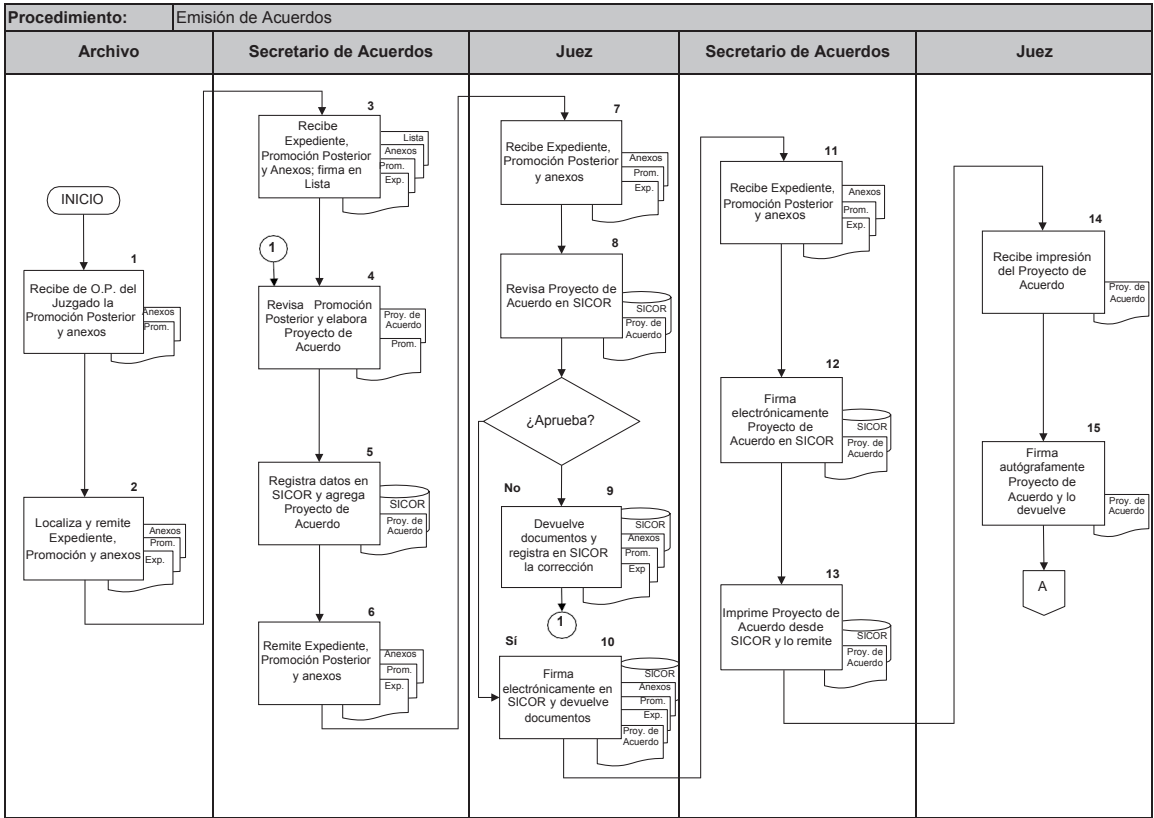 Procedimiento: Emisión de Acuerdos
Archivo
Secretario de Acuerdos
Juez
Secretario de Acuerdos
Juez
INICIO
1
Recibe de O.P. del
Juzgado la
Promoción Posterior
y anexos
Anexos
Prom.
2
Localiza y remite
Expediente,
Promoción y anexos
Anexos
Prom.
Exp.
3
Recibe
Expediente,
Promoción Posterior
y Anexos; firma en
Lista
Lista
Anexos
Prom.
Exp.
1
4
Revisa Promoción
Posterior y elabora
Proyecto de
Acuerdo
Proy. de
Acuerdo
Prom.
5
Registra datos en
SICOR y agrega
Proyecto de
Acuerdo
SICOR
Proy. de
Acuerdo
6
Remite Expediente,
Promoción Posterior
y anexos
Anexos
Prom.
Exp.
7
Recibe Expediente,
Promoción Posterior
y anexos
Anexos
Prom.
Exp.
8
Revisa Proyecto de
Acuerdo en SICOR
SICOR
Proy. de
Acuerdo
¿Aprueba?
No
9
Devuelve
documentos y
registra en SICOR
la corrección
SICOR
Anexos
Prom.
Exp
1
Sí
10
Firma
electrónicamente en
SICOR y devuelve
documentos
SICOR
Anexos
Prom.
Exp.
Proy. de
Acuerdo
11
Recibe Expediente,
Promoción Posterior
y anexos
Anexos
Prom.
Exp.
12
Firma
electrónicamente
Proyecto de
Acuerdo en SICOR
SICOR
Proy. de
Acuerdo
13
Imprime Proyecto de
Acuerdo desde
SICOR y lo remite
SICOR
Proy. de
Acuerdo
14
Recibe impresión
del Proyecto de
Acuerdo
Proy. de
Acuerdo
15
Firma
autógrafamente
Proyecto de
Acuerdo y lo
devuelve
Proy. de
Acuerdo
A